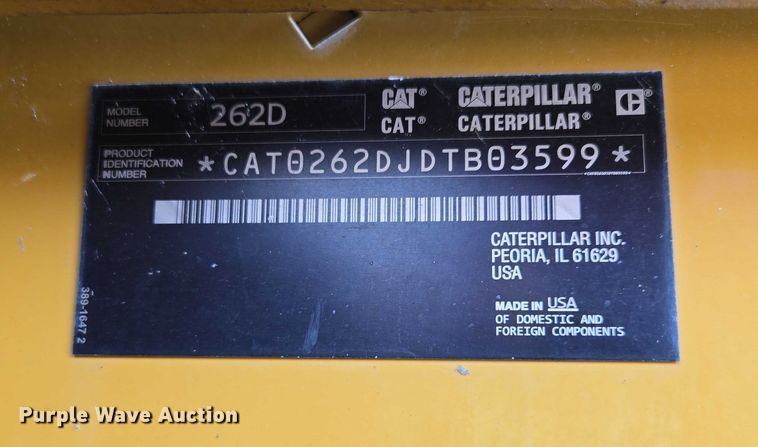 MODEL NUMBER 262D
CAT® CATERPILLAR®
CAT® CATERPILLAR®
PRODUCT IDENTIFICATION NUMBER *CAT0262DJDTB03599*
CATERPILLAR INC.
PEORIA, IL 61629
USA
MADE IN USA
OF DOMESTIC AND
FOREIGN COMPONENTS
389-1647 2
Purple Wave Auction